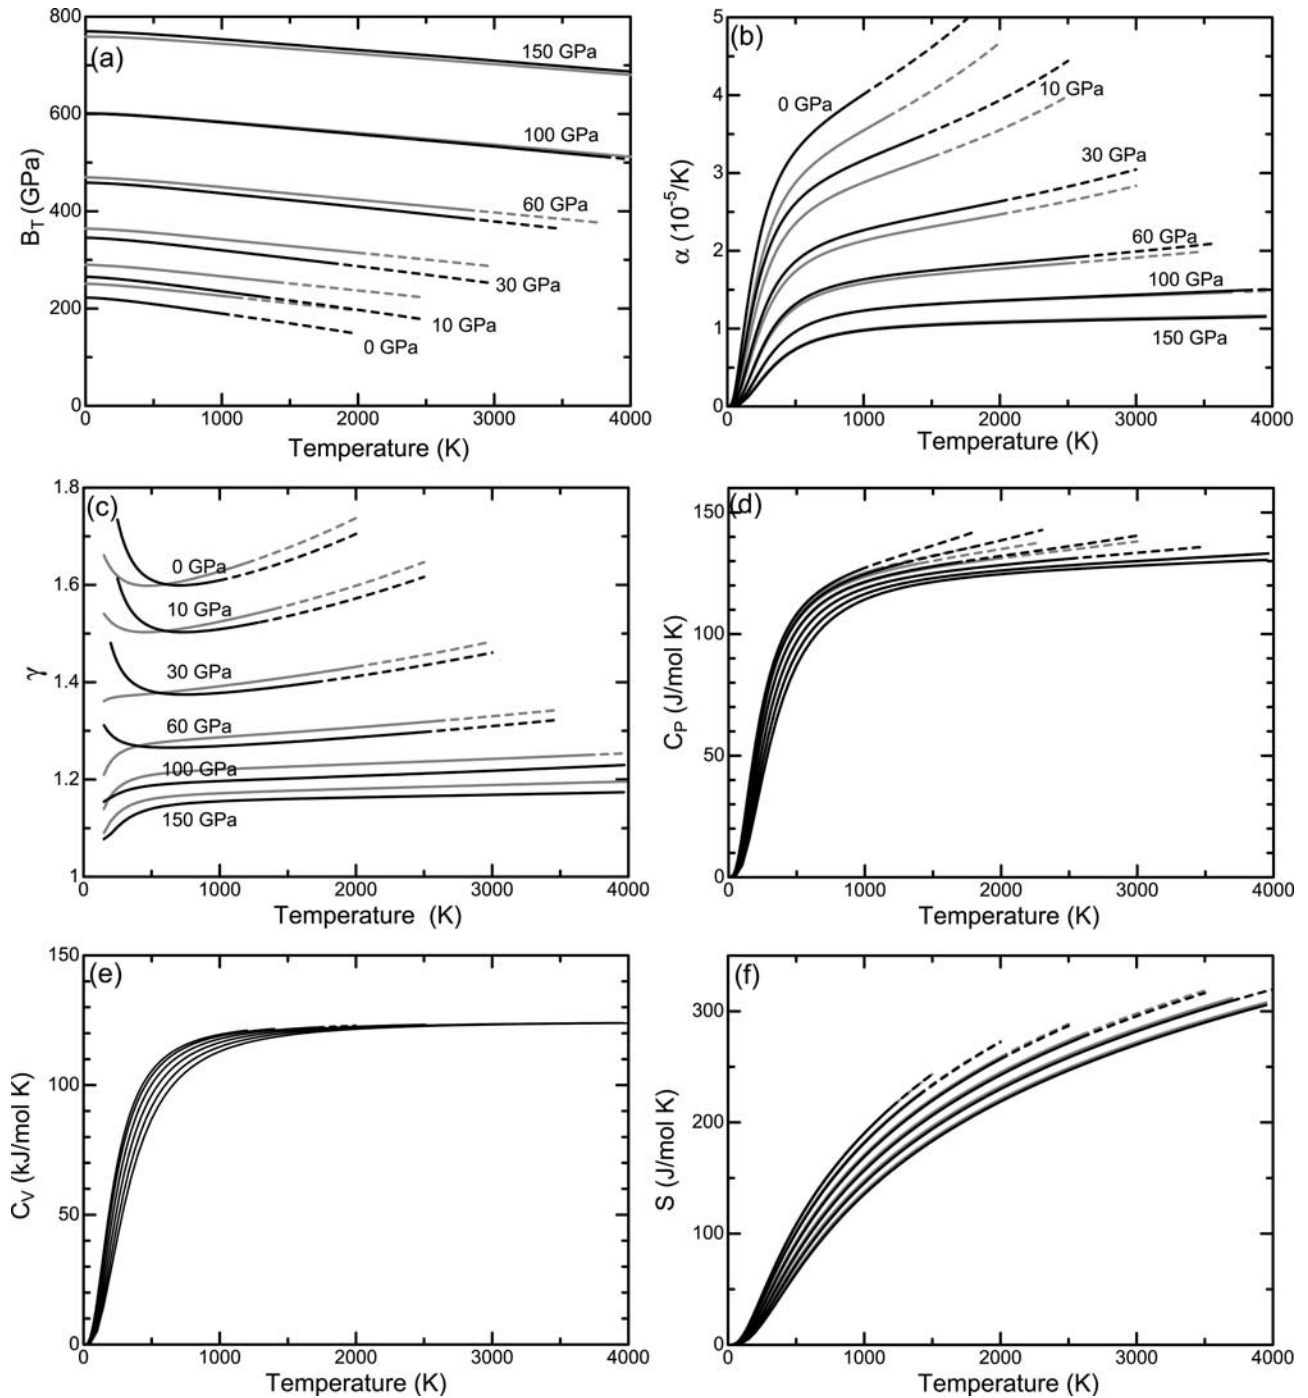 (a)
800
600
400
200
0
B_T (GPa)
150 GPa
100 GPa
60 GPa
30 GPa
10 GPa
0 GPa
0
1000
2000
3000
4000
Temperature (K)
(b)
5
4
3
2
1
0
α (10⁻⁵/K)
0 GPa
10 GPa
30 GPa
60 GPa
100 GPa
150 GPa
0
1000
2000
3000
4000
Temperature (K)
(c)
1.8
1.6
1.4
1.2
1
γ
0 GPa
10 GPa
30 GPa
60 GPa
100 GPa
150 GPa
0
1000
2000
3000
4000
Temperature (K)
(d)
150
100
50
0
C_P (J/mol K)
0
1000
2000
3000
4000
Temperature (K)
(e)
150
100
50
0
C_V (kJ/mol K)
0
1000
2000
3000
4000
Temperature (K)
(f)
300
200
100
0
S (J/mol K)
0
1000
2000
3000
4000
Temperature (K)